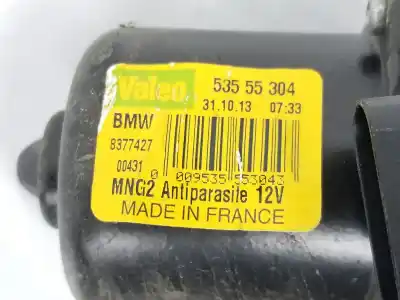 Valeo 535 55 304
31.10.13 07:33
BMW
8377427
00431
0 009535 553043
MNG2 Antiparasite 12V
MADE IN FRANCE